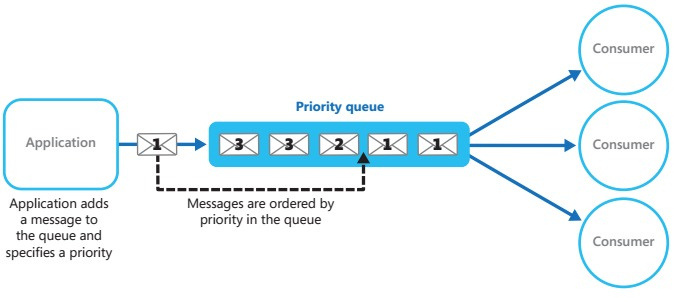 Consumer
Priority queue
Application
1
3
3
2
1
1
Consumer
Application adds
a message to
the queue and
specifies a priority
Messages are ordered by
priority in the queue
Consumer